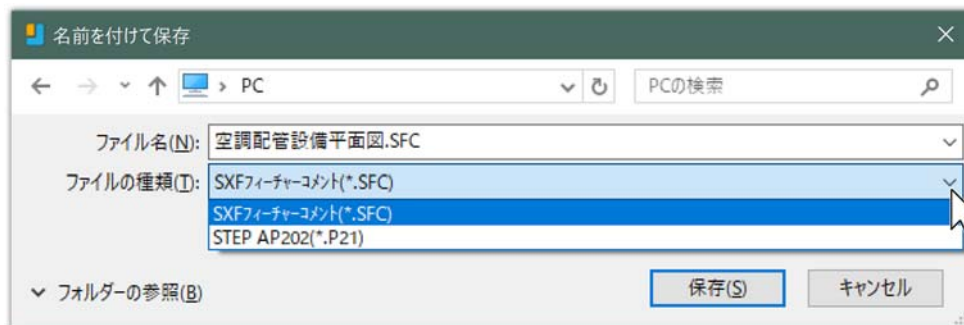 名前を付けて保存
PC
PCの検索
ファイル名(N): 空調配管設備平面図.SFC
ファイルの種類(T): SXFフィーチャーコメント(*.SFC)
SXFフィーチャーコメント(*.SFC)
STEP AP202(*.P21)
フォルダーの参照(B)
保存(S)
キャンセル